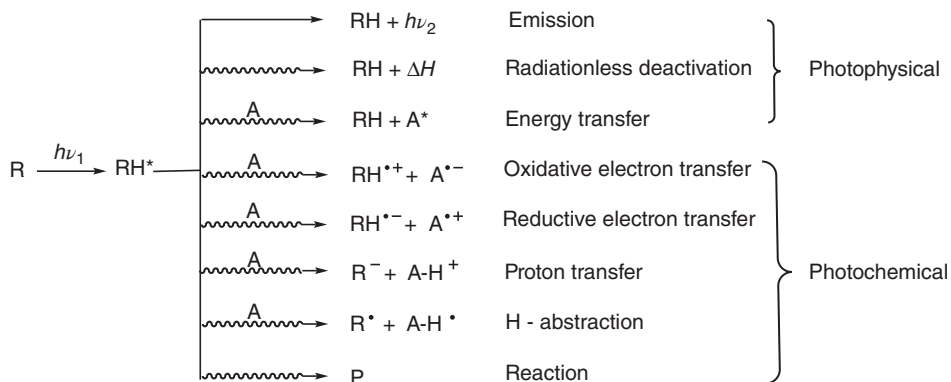 RH + hν₂ Emission
RH + ΔH Radiationless deactivation Photophysical
A RH + A* Energy transfer
R hν₁ RH* A RH•⁺ + A•⁻ Oxidative electron transfer
A RH•⁻ + A•⁺ Reductive electron transfer
A R⁻ + A-H⁺ Proton transfer Photochemical
A R• + A-H• H - abstraction
P Reaction